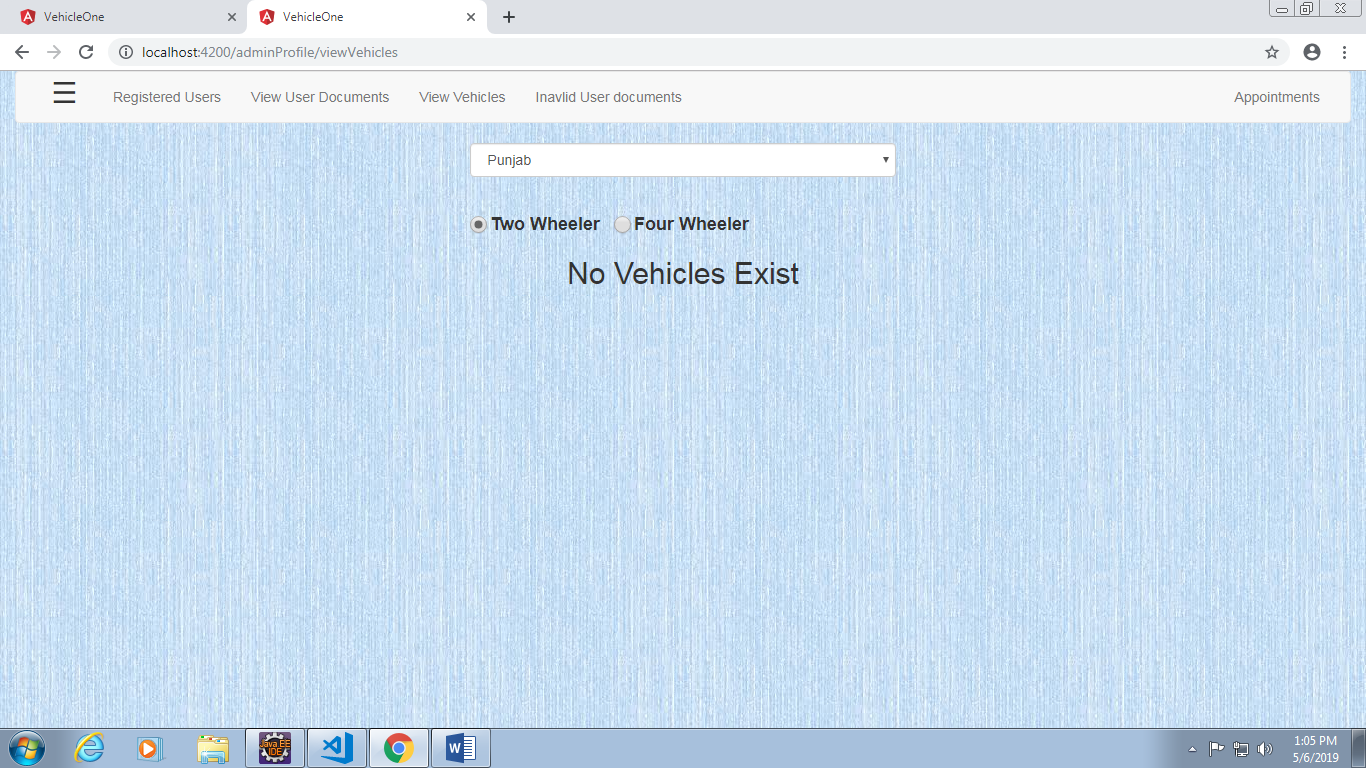 VehicleOne
VehicleOne
localhost:4200/adminProfile/viewVehicles
Registered Users View User Documents View Vehicles Inavlid User documents Appointments
Punjab
Two Wheeler Four Wheeler
No Vehicles Exist
Java EE
IDE
W
1:05 PM
5/6/2019